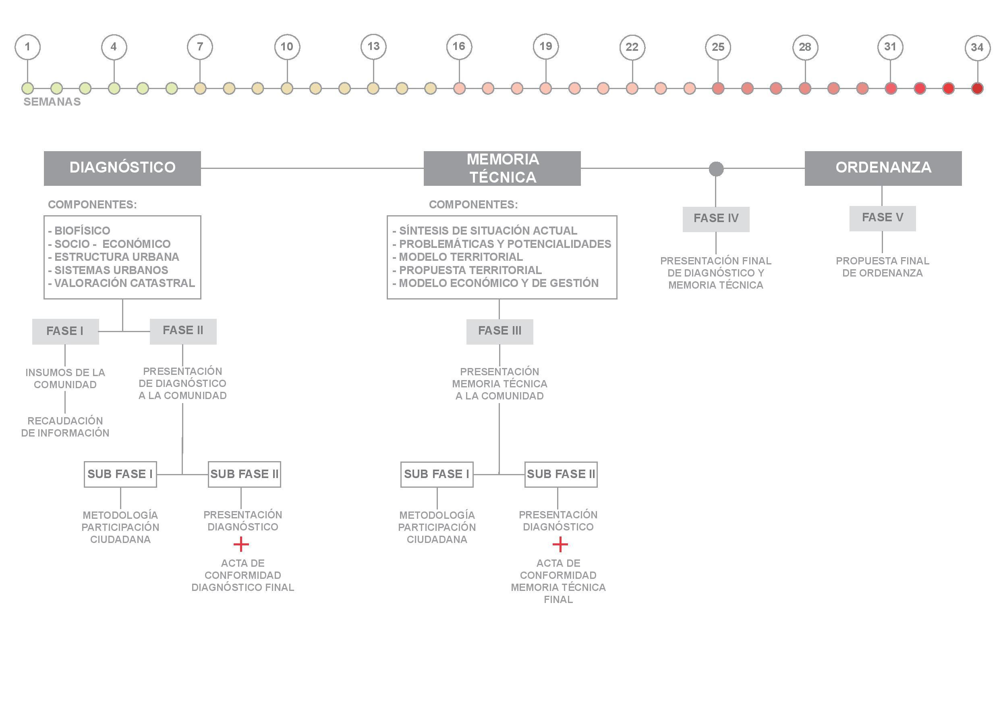 1 4 7 10 13 16 19 22 25 28 31 34
SEMANAS
DIAGNÓSTICO
COMPONENTES:
- BIOFÍSICO
- SOCIO - ECONÓMICO
- ESTRUCTURA URBANA
- SISTEMAS URBANOS
- VALORACIÓN CATASTRAL
FASE I
INSUMOS DE LA
COMUNIDAD
RECAUDACIÓN
DE INFORMACIÓN
FASE II
PRESENTACIÓN
DE DIAGNÓSTICO
A LA COMUNIDAD
SUB FASE I
METODOLOGÍA
PARTICIPACIÓN
CIUDADANA
SUB FASE II
PRESENTACIÓN
DIAGNÓSTICO
+
ACTA DE
CONFORMIDAD
DIAGNÓSTICO FINAL
MEMORIA
TÉCNICA
COMPONENTES:
- SÍNTESIS DE SITUACIÓN ACTUAL
- PROBLEMÁTICAS Y POTENCIALIDADES
- MODELO TERRITORIAL
- PROPUESTA TERRITORIAL
- MODELO ECONÓMICO Y DE GESTIÓN
FASE III
PRESENTACIÓN
MEMORIA TÉCNICA
A LA COMUNIDAD
SUB FASE I
METODOLOGÍA
PARTICIPACIÓN
CIUDADANA
SUB FASE II
PRESENTACIÓN
DIAGNÓSTICO
+
ACTA DE
CONFORMIDAD
MEMORIA TÉCNICA
FINAL
FASE IV
PRESENTACIÓN FINAL
DE DIAGNÓSTICO Y
MEMORIA TÉCNICA
ORDENANZA
FASE V
PROPUESTA FINAL
DE ORDENANZA